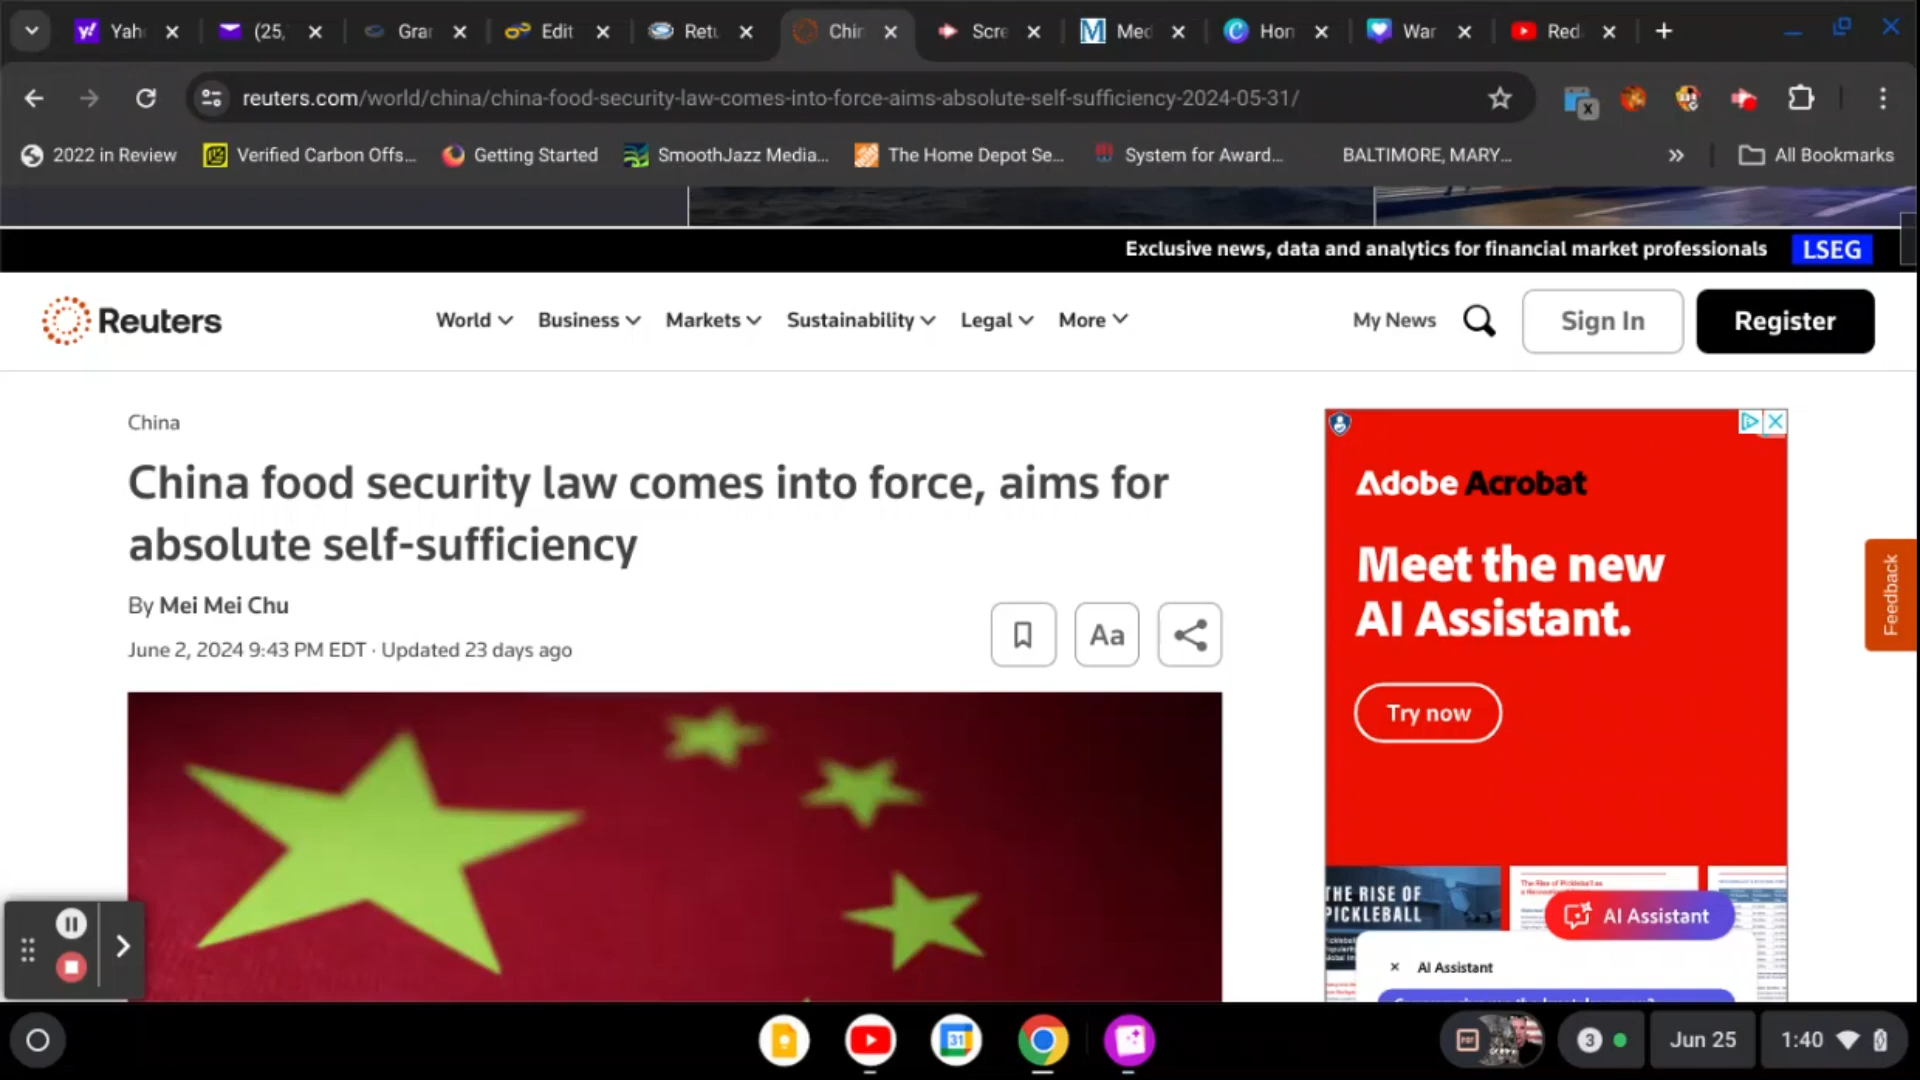 Yah
(25,
Grar
Edit
Retu
Chin
Scre
Med
Hon
War
Red
reuters.com/world/china/china-food-security-law-comes-into-force-aims-absolute-self-sufficiency-2024-05-31/
2022 in Review
Verified Carbon Offs...
Getting Started
SmoothJazz Media...
The Home Depot Se...
System for Award...
BALTIMORE, MARY...
All Bookmarks
Exclusive news, data and analytics for financial market professionals LSEG
Reuters
World
Business
Markets
Sustainability
Legal
More
My News
Sign In
Register
China
China food security law comes into force, aims for
absolute self-sufficiency
By Mei Mei Chu
June 2, 2024 9:43 PM EDT · Updated 23 days ago
Aa
Adobe Acrobat
Meet the new
AI Assistant.
Try now
THE RISE OF
PICKLEBALL
AI Assistant
AI Assistant
Feedback
31
3
Jun 25
1:40